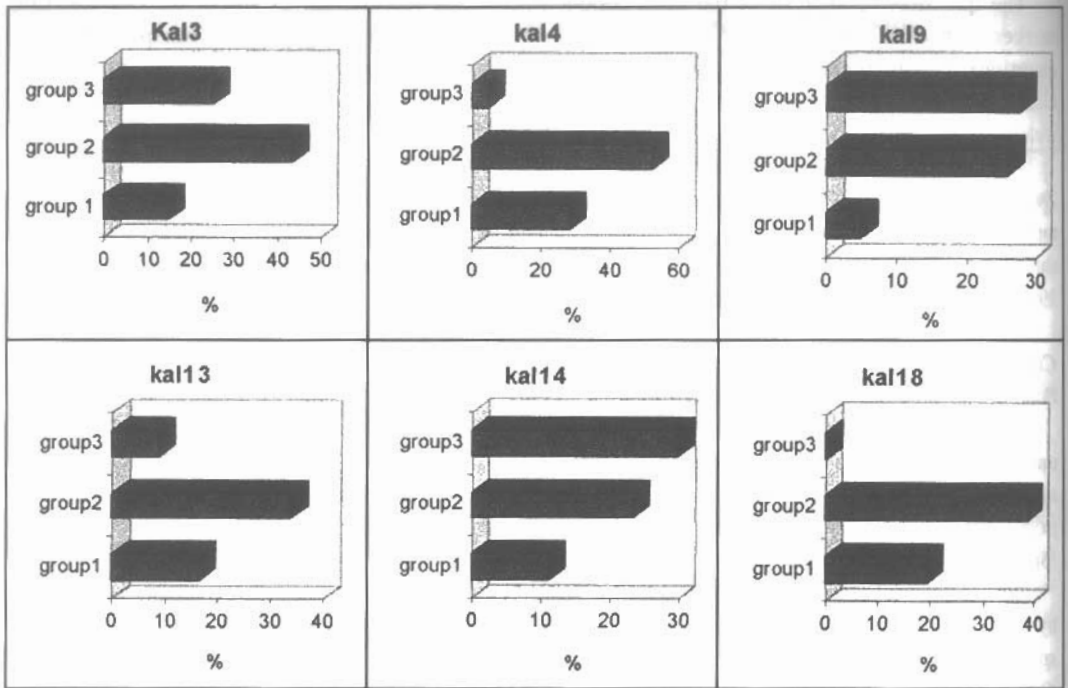 Kal3
group 3
group 2
group 1
0 10 20 30 40 50
%
kal4
group3
group2
group1
0 20 40 60
%
kal9
group3
group2
group1
0 10 20 30
%
kal13
group3
group2
group1
0 10 20 30 40
%
kal14
group3
group2
group1
0 10 20 30
%
kal18
group3
group2
group1
0 10 20 30 40
%